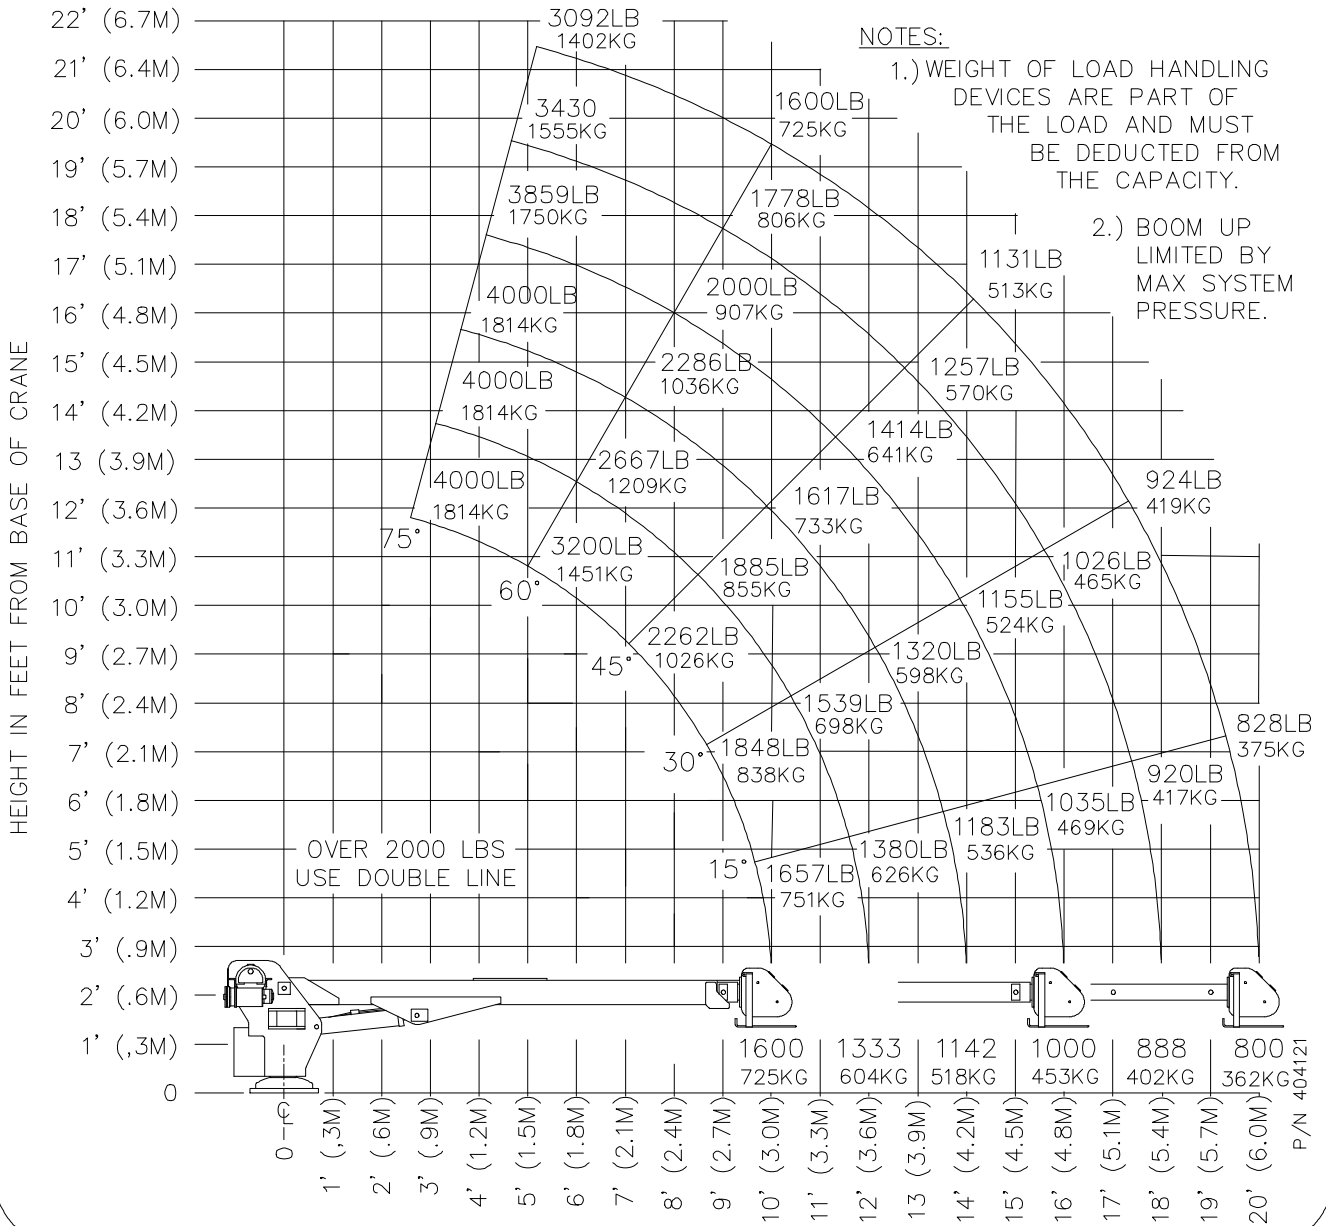 22' (6.7M)
21' (6.4M)
20' (6.0M)
19' (5.7M)
18' (5.4M)
17' (5.1M)
16' (4.8M)
15' (4.5M)
14' (4.2M)
13 (3.9M)
12' (3.6M)
11' (3.3M)
10' (3.0M)
9' (2.7M)
8' (2.4M)
7' (2.1M)
6' (1.8M)
5' (1.5M)
4' (1.2M)
3' (.9M)
2' (.6M)
1' (,3M)
0
HEIGHT IN FEET FROM BASE OF CRANE
3092LB
1402KG
3430
1555KG
3859LB
1750KG
4000LB
1814KG
4000LB
1814KG
4000LB
1814KG
75°
1600LB
725KG
1778LB
806KG
2000LB
907KG
2286LB
1036KG
2667LB
1209KG
3200LB
1451KG
60°
1131LB
513KG
1257LB
570KG
1414LB
641KG
1617LB
733KG
1885LB
855KG
2262LB
1026KG
45°
924LB
419KG
1026LB
465KG
1155LB
524KG
1320LB
598KG
1539LB
698KG
1848LB
838KG
30°
828LB
375KG
920LB
417KG
1035LB
469KG
1183LB
536KG
1380LB
626KG
1657LB
751KG
15°
NOTES:
1.) WEIGHT OF LOAD HANDLING
DEVICES ARE PART OF
THE LOAD AND MUST
BE DEDUCTED FROM
THE CAPACITY.
2.) BOOM UP
LIMITED BY
MAX SYSTEM
PRESSURE.
OVER 2000 LBS
USE DOUBLE LINE
1600 1333 1142 1000 888 800
725KG 604KG 518KG 453KG 402KG 362KG
P/N 404121
℄
0
1' (,3M)
2' (.6M)
3' (.9M)
4' (1.2M)
5' (1.5M)
6' (1.8M)
7' (2.1M)
8' (2.4M)
9' (2.7M)
10' (3.0M)
11' (3.3M)
12' (3.6M)
13 (3.9M)
14' (4.2M)
15' (4.5M)
16' (4.8M)
17' (5.1M)
18' (5.4M)
19' (5.7M)
20' (6.0M)